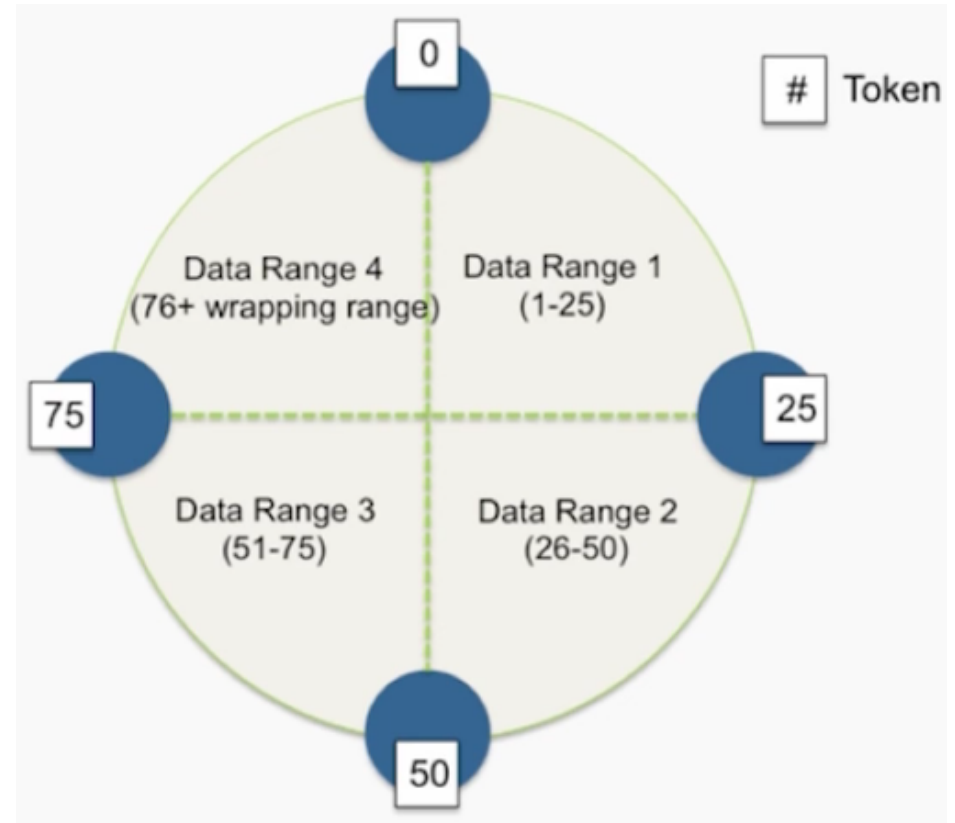 0
# Token
Data Range 4
(76+ wrapping range)
Data Range 1
(1-25)
75
25
Data Range 3
(51-75)
Data Range 2
(26-50)
50